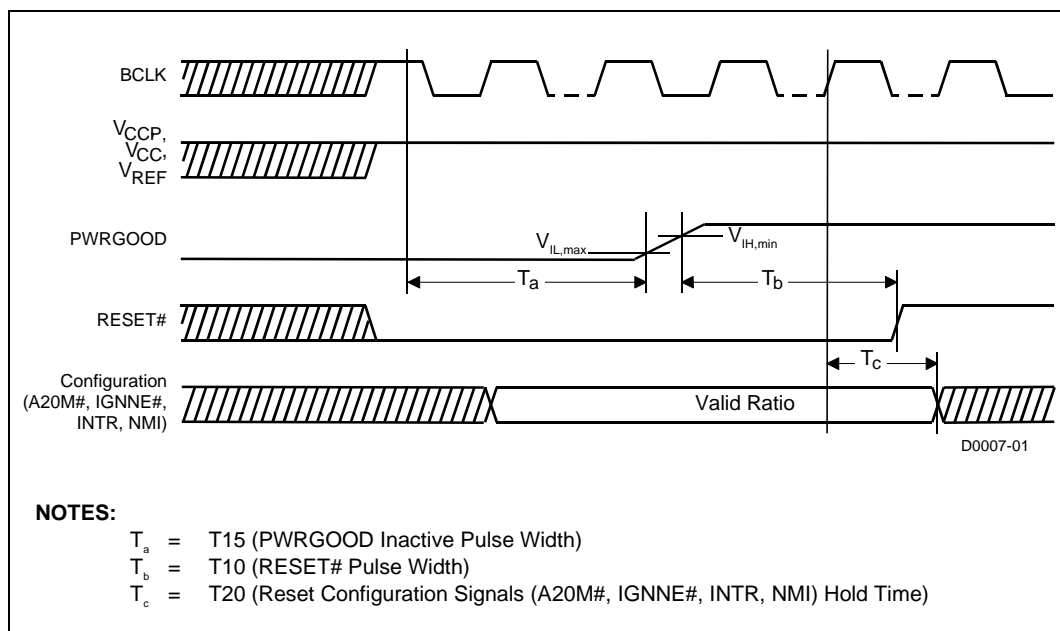 BCLK
VCCP,
VCC,
VREF
PWRGOOD
VIL,max
VIH,min
Ta
Tb
RESET#
Tc
Configuration
(A20M#, IGNNE#,
INTR, NMI)
Valid Ratio
D0007-01
NOTES:
Ta = T15 (PWRGOOD Inactive Pulse Width)
Tb = T10 (RESET# Pulse Width)
Tc = T20 (Reset Configuration Signals (A20M#, IGNNE#, INTR, NMI) Hold Time)